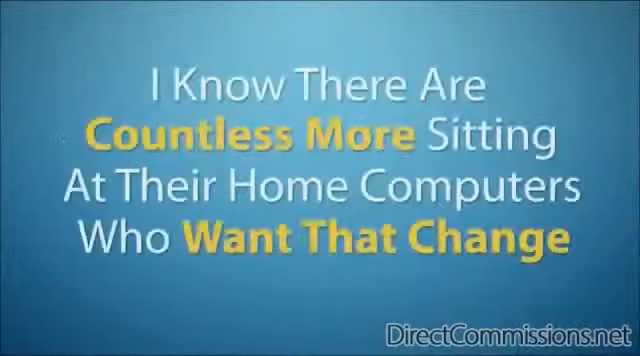 I Know There Are
Countless More Sitting
At Their Home Computers
Who Want That Change
DirectCommissions.net